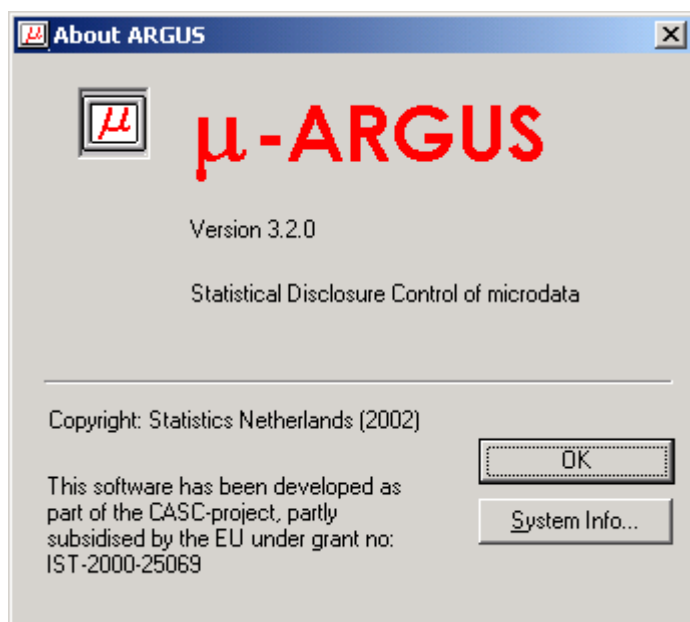 μ About ARGUS
μ
μ-ARGUS
Version 3.2.0
Statistical Disclosure Control of microdata
Copyright: Statistics Netherlands (2002)
This software has been developed as
part of the CASC-project, partly
subsidised by the EU under grant no:
IST-2000-25069
OK
System Info...